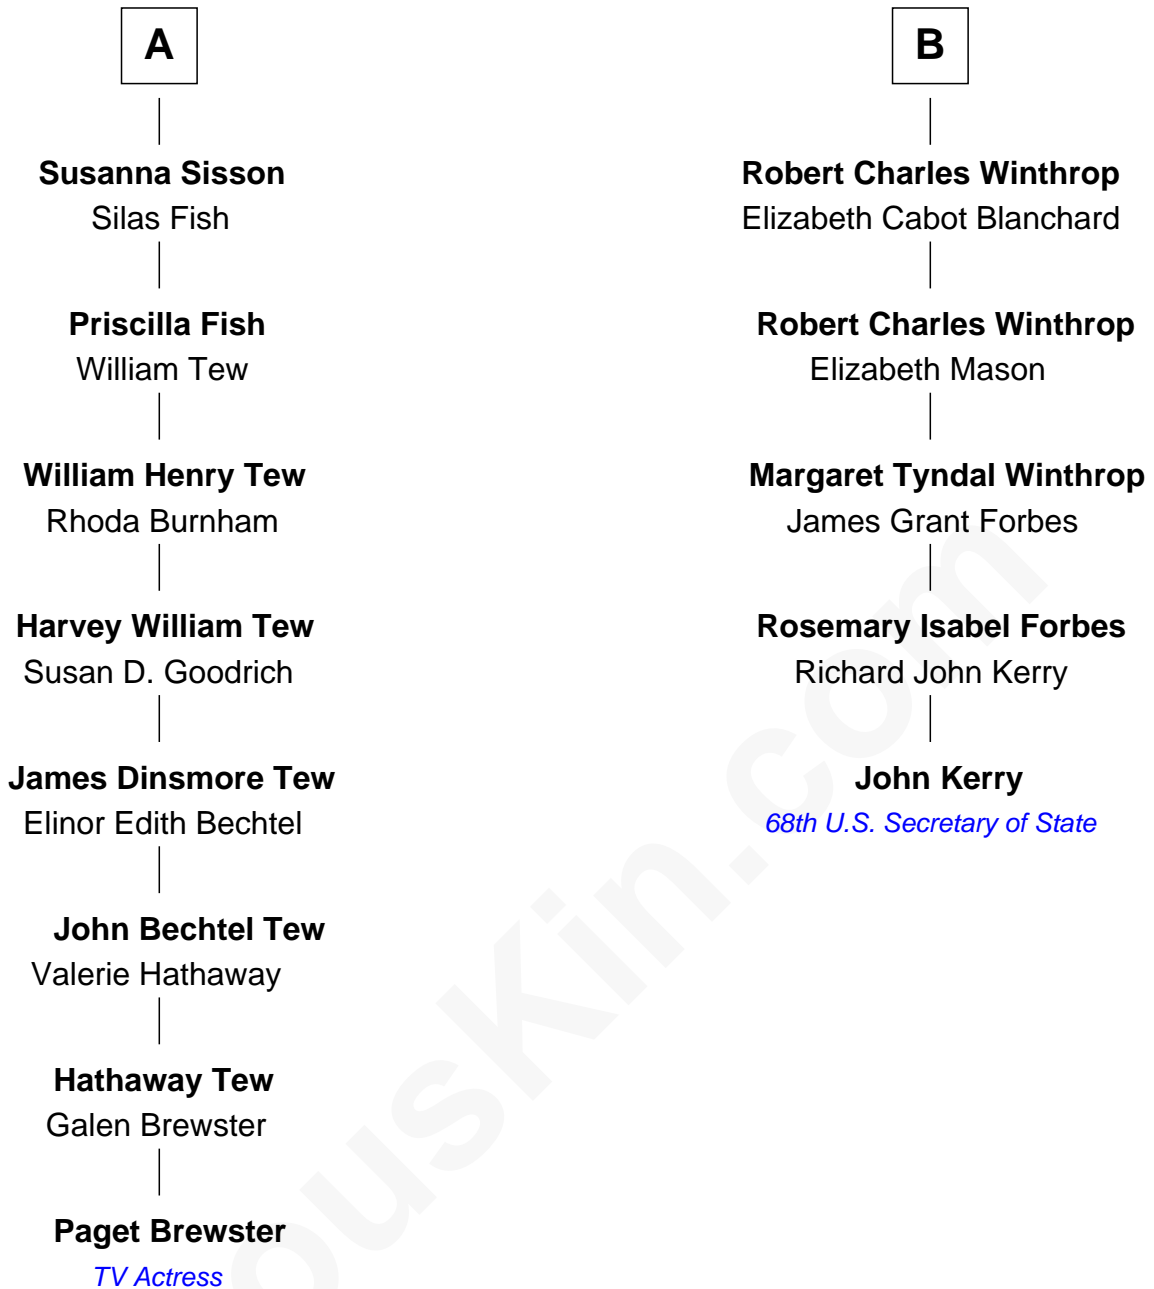 A
Susanna Sisson
Silas Fish
Priscilla Fish
William Tew
William Henry Tew
Rhoda Burnham
Harvey William Tew
Susan D. Goodrich
James Dinsmore Tew
Elinor Edith Bechtel
John Bechtel Tew
Valerie Hathaway
Hathaway Tew
Galen Brewster
Paget Brewster
TV Actress
B
Robert Charles Winthrop
Elizabeth Cabot Blanchard
Robert Charles Winthrop
Elizabeth Mason
Margaret Tyndal Winthrop
James Grant Forbes
Rosemary Isabel Forbes
Richard John Kerry
John Kerry
68th U.S. Secretary of State
ousKin.com